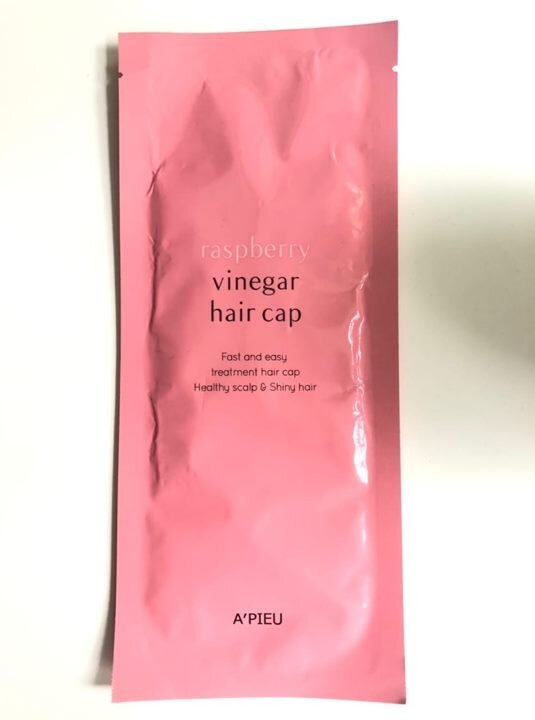 raspberry
vinegar
hair cap
Fast and easy
treatment hair cap
Healthy scalp & Shiny hair
A'PIEU